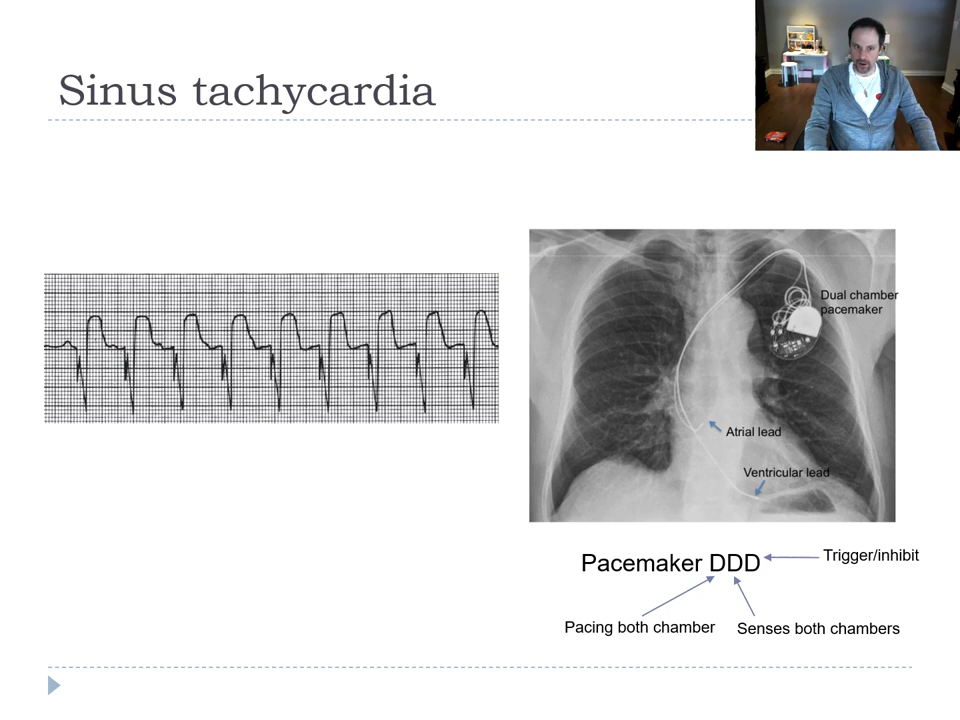 Sinus tachycardia
Dual chamber
pacemaker
Atrial lead
Ventricular lead
Pacemaker DDD
Trigger/inhibit
Pacing both chamber
Senses both chambers